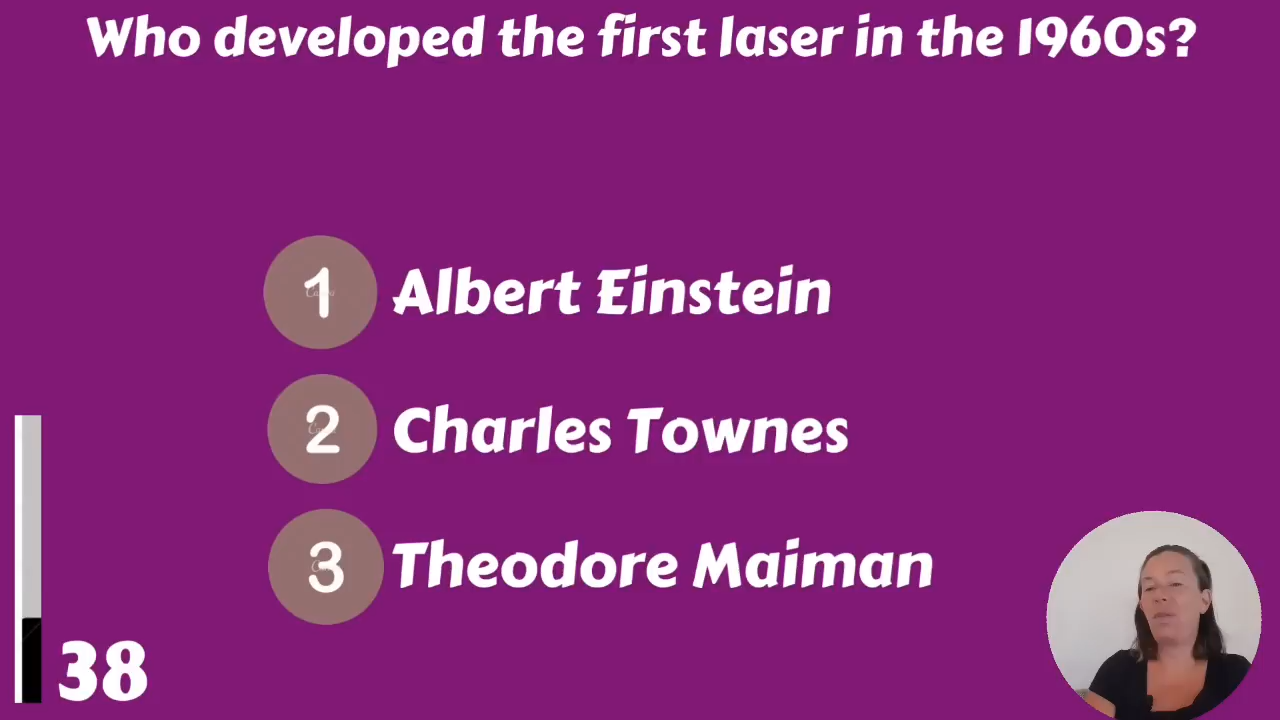 Who developed the first laser in the 1960s?
1 Albert Einstein
2 Charles Townes
3 Theodore Maiman
38